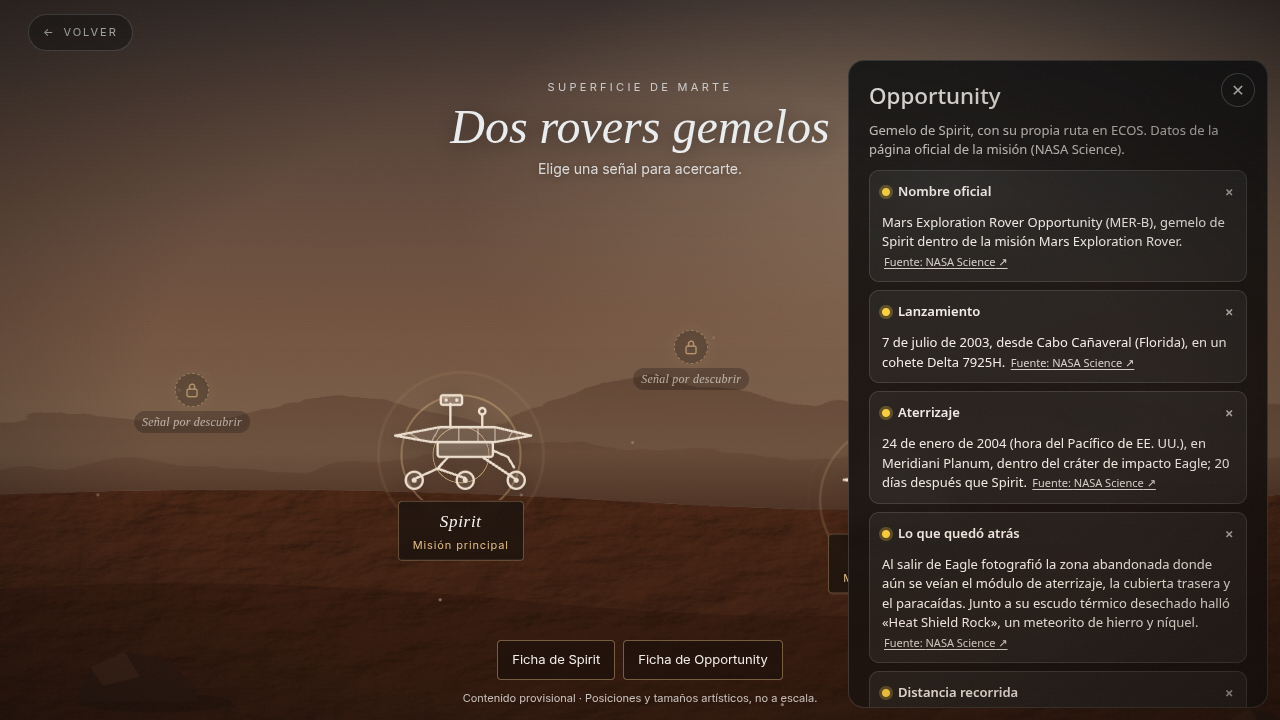 ← VOLVER
SUPERFICIE DE MARTE
Dos rovers gemelos
Elige una señal para acercarte.
Señal por descubrir
Señal por descubrir
Spirit
Misión principal
Ficha de Spirit
Ficha de Opportunity
Contenido provisional · Posiciones y tamaños artísticos, no a escala.
Opportunity
Gemelo de Spirit, con su propia ruta en ECOS. Datos de la
página oficial de la misión (NASA Science).
Nombre oficial ×
Mars Exploration Rover Opportunity (MER-B), gemelo de
Spirit dentro de la misión Mars Exploration Rover.
Fuente: NASA Science ↗
Lanzamiento ×
7 de julio de 2003, desde Cabo Cañaveral (Florida), en un
cohete Delta 7925H. Fuente: NASA Science ↗
Aterrizaje ×
24 de enero de 2004 (hora del Pacífico de EE. UU.), en
Meridiani Planum, dentro del cráter de impacto Eagle; 20
días después que Spirit. Fuente: NASA Science ↗
Lo que quedó atrás ×
Al salir de Eagle fotografió la zona abandonada donde
aún se veían el módulo de aterrizaje, la cubierta trasera y
el paracaídas. Junto a su escudo térmico desechado halló
«Heat Shield Rock», un meteorito de hierro y níquel.
Fuente: NASA Science ↗
Distancia recorrida ×